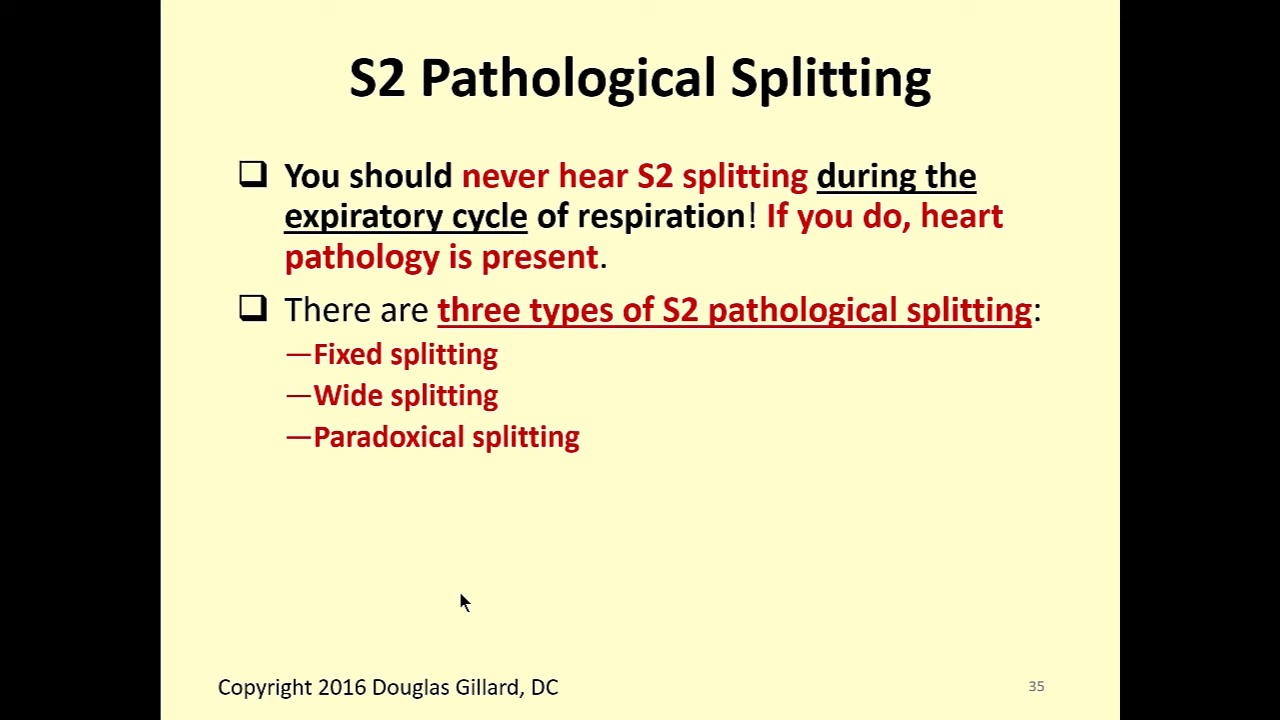 S2 Pathological Splitting
❑ You should never hear S2 splitting during the
expiratory cycle of respiration! If you do, heart
pathology is present.
❑ There are three types of S2 pathological splitting:
—Fixed splitting
—Wide splitting
—Paradoxical splitting
Copyright 2016 Douglas Gillard, DC
35